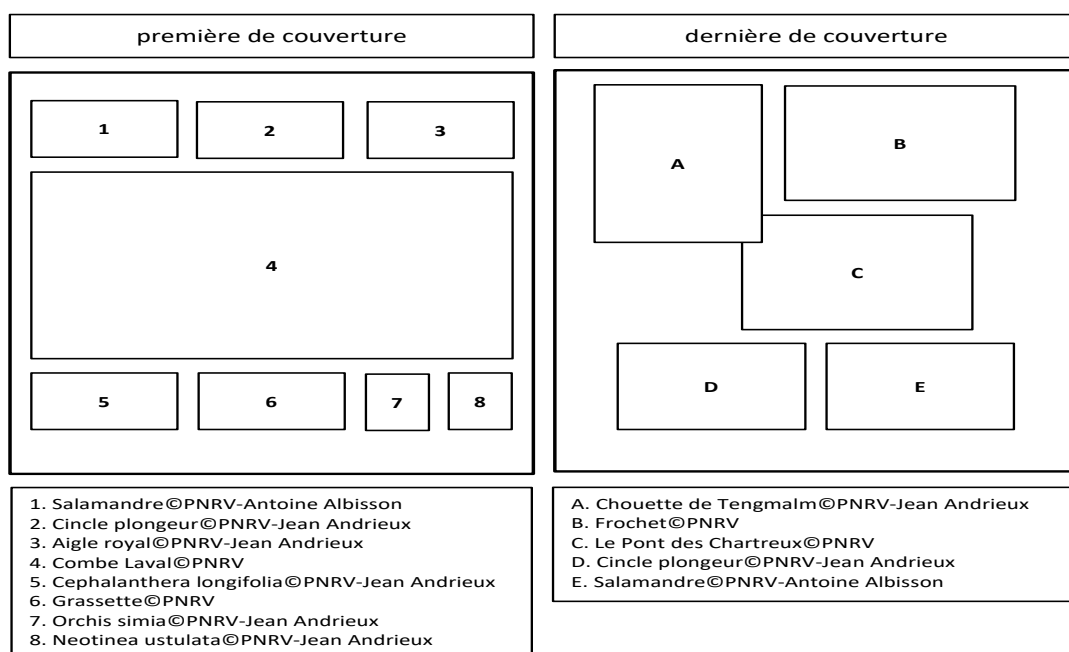 première de couverture
dernière de couverture
1
2
3
4
5
6
7
8
A
B
C
D
E
1. Salamandre©PNRV-Antoine Albisson
2. Cincle plongeur©PNRV-Jean Andrieux
3. Aigle royal©PNRV-Jean Andrieux
4. Combe Laval©PNRV
5. Cephalanthera longifolia©PNRV-Jean Andrieux
6. Grassette©PNRV
7. Orchis simia©PNRV-Jean Andrieux
8. Neotinea ustulata©PNRV-Jean Andrieux
A. Chouette de Tengmalm©PNRV-Jean Andrieux
B. Frochet©PNRV
C. Le Pont des Chartreux©PNRV
D. Cincle plongeur©PNRV-Jean Andrieux
E. Salamandre©PNRV-Antoine Albisson